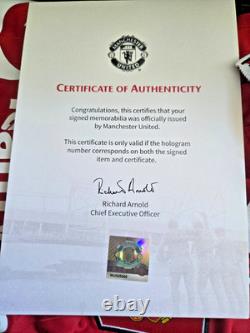 MANCHESTER
UNITED
CERTIFICATE OF AUTHENTICITY
Congratulations, this certifies that your
signed memorabilia was officially issued
by Manchester United.
This certificate is only valid if the hologram
number corresponds on both the signed
item and certificate.
Richard Arnold
Richard Arnold
Chief Executive Officer